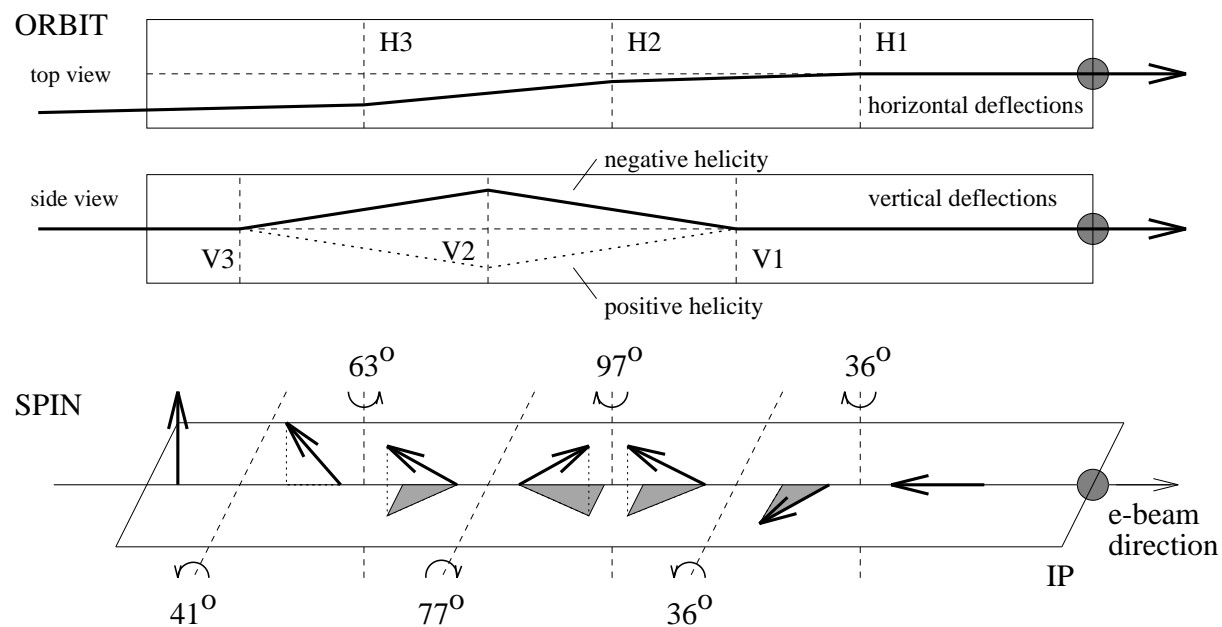 ORBIT
top view
H3
H2
H1
horizontal deflections
negative helicity
side view
vertical deflections
V3
V2
V1
positive helicity
63°
97°
36°
SPIN
e-beam
direction
IP
41°
77°
36°